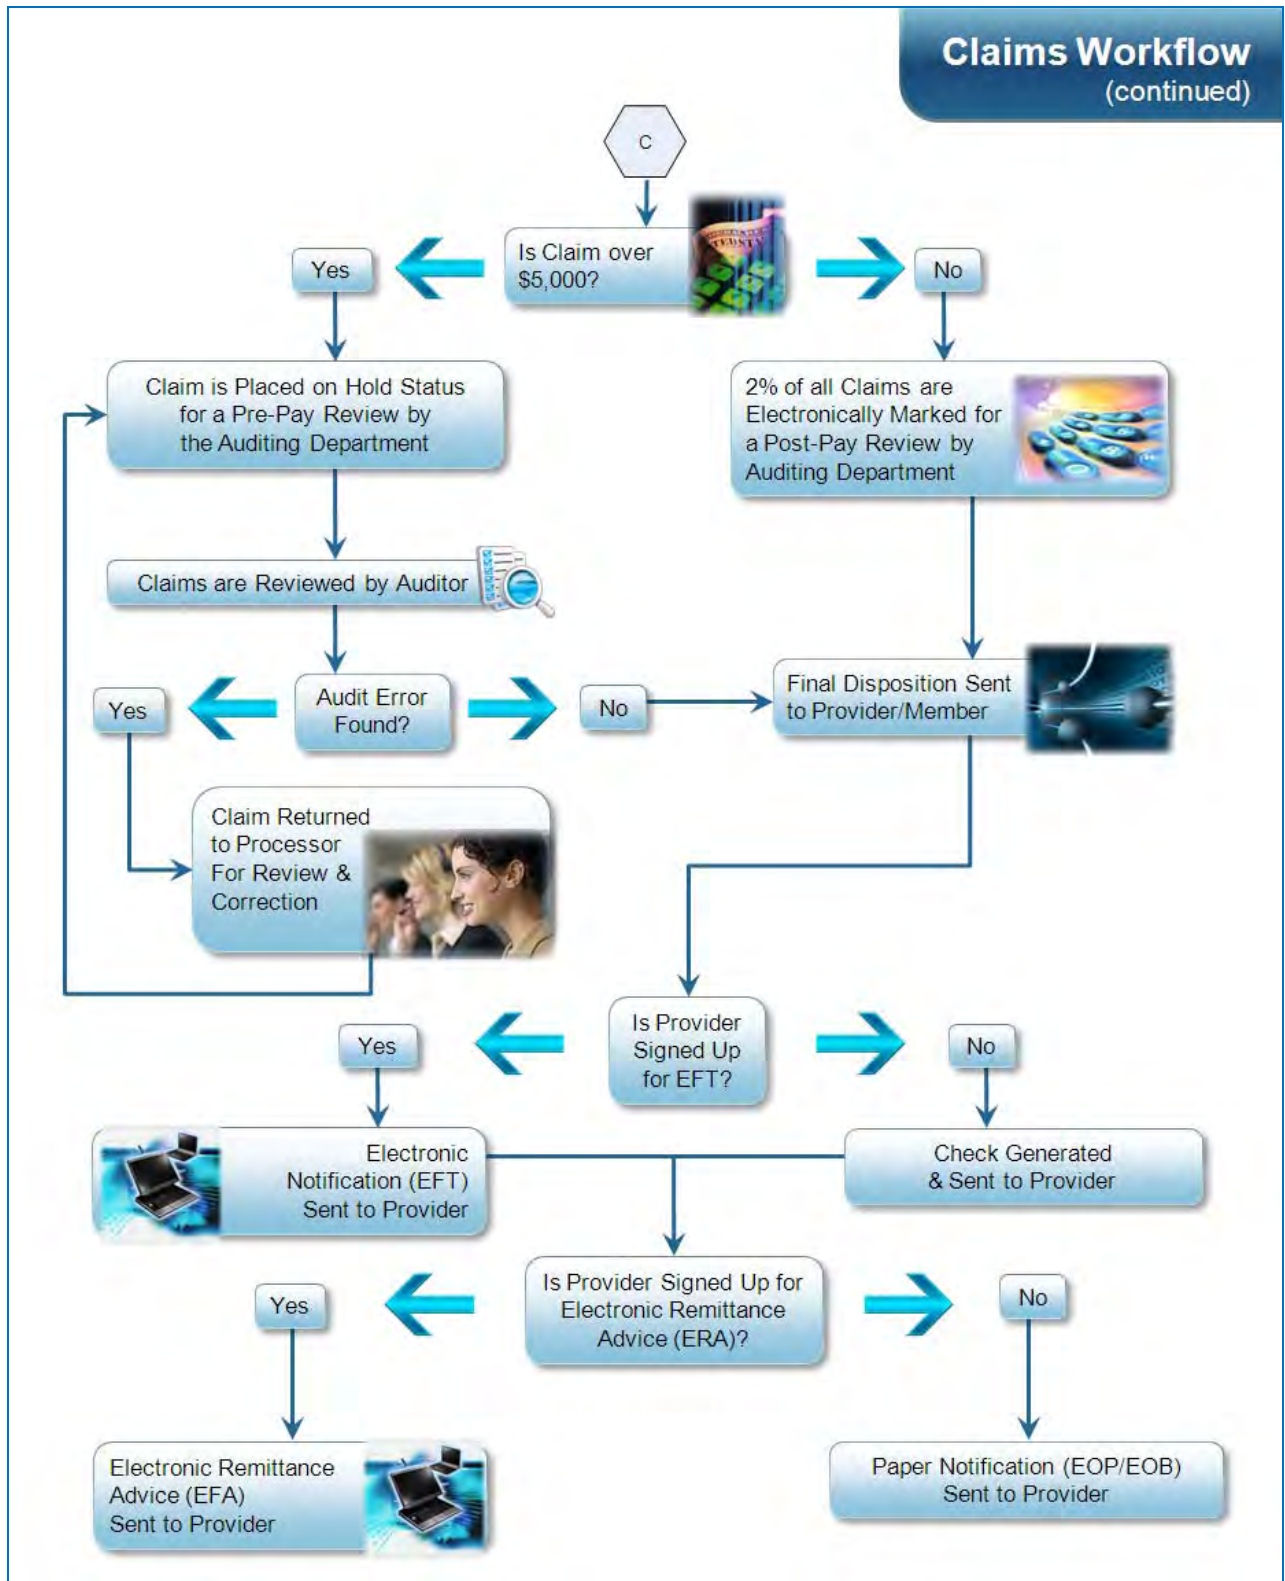 Claims Workflow
(continued)
C
Is Claim over
$5,000?
Yes
No
Claim is Placed on Hold Status
for a Pre-Pay Review by
the Auditing Department
2% of all Claims are
Electronically Marked for
a Post-Pay Review by
Auditing Department
Claims are Reviewed by Auditor
Audit Error
Found?
Yes
No
Final Disposition Sent
to Provider/Member
Claim Returned
to Processor
For Review &
Correction
Is Provider
Signed Up
for EFT?
Yes
No
Electronic
Notification (EFT)
Sent to Provider
Check Generated
& Sent to Provider
Is Provider Signed Up for
Electronic Remittance
Advice (ERA)?
Yes
No
Electronic Remittance
Advice (EFA)
Sent to Provider
Paper Notification (EOP/EOB)
Sent to Provider